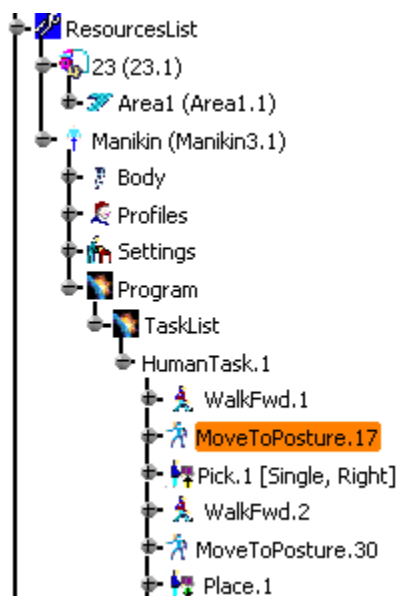 ResourcesList
23 (23.1)
Area1 (Area1.1)
Manikin (Manikin3.1)
Body
Profiles
Settings
Program
TaskList
HumanTask.1
WalkFwd.1
MoveToPosture.17
Pick.1 [Single, Right]
WalkFwd.2
MoveToPosture.30
Place.1